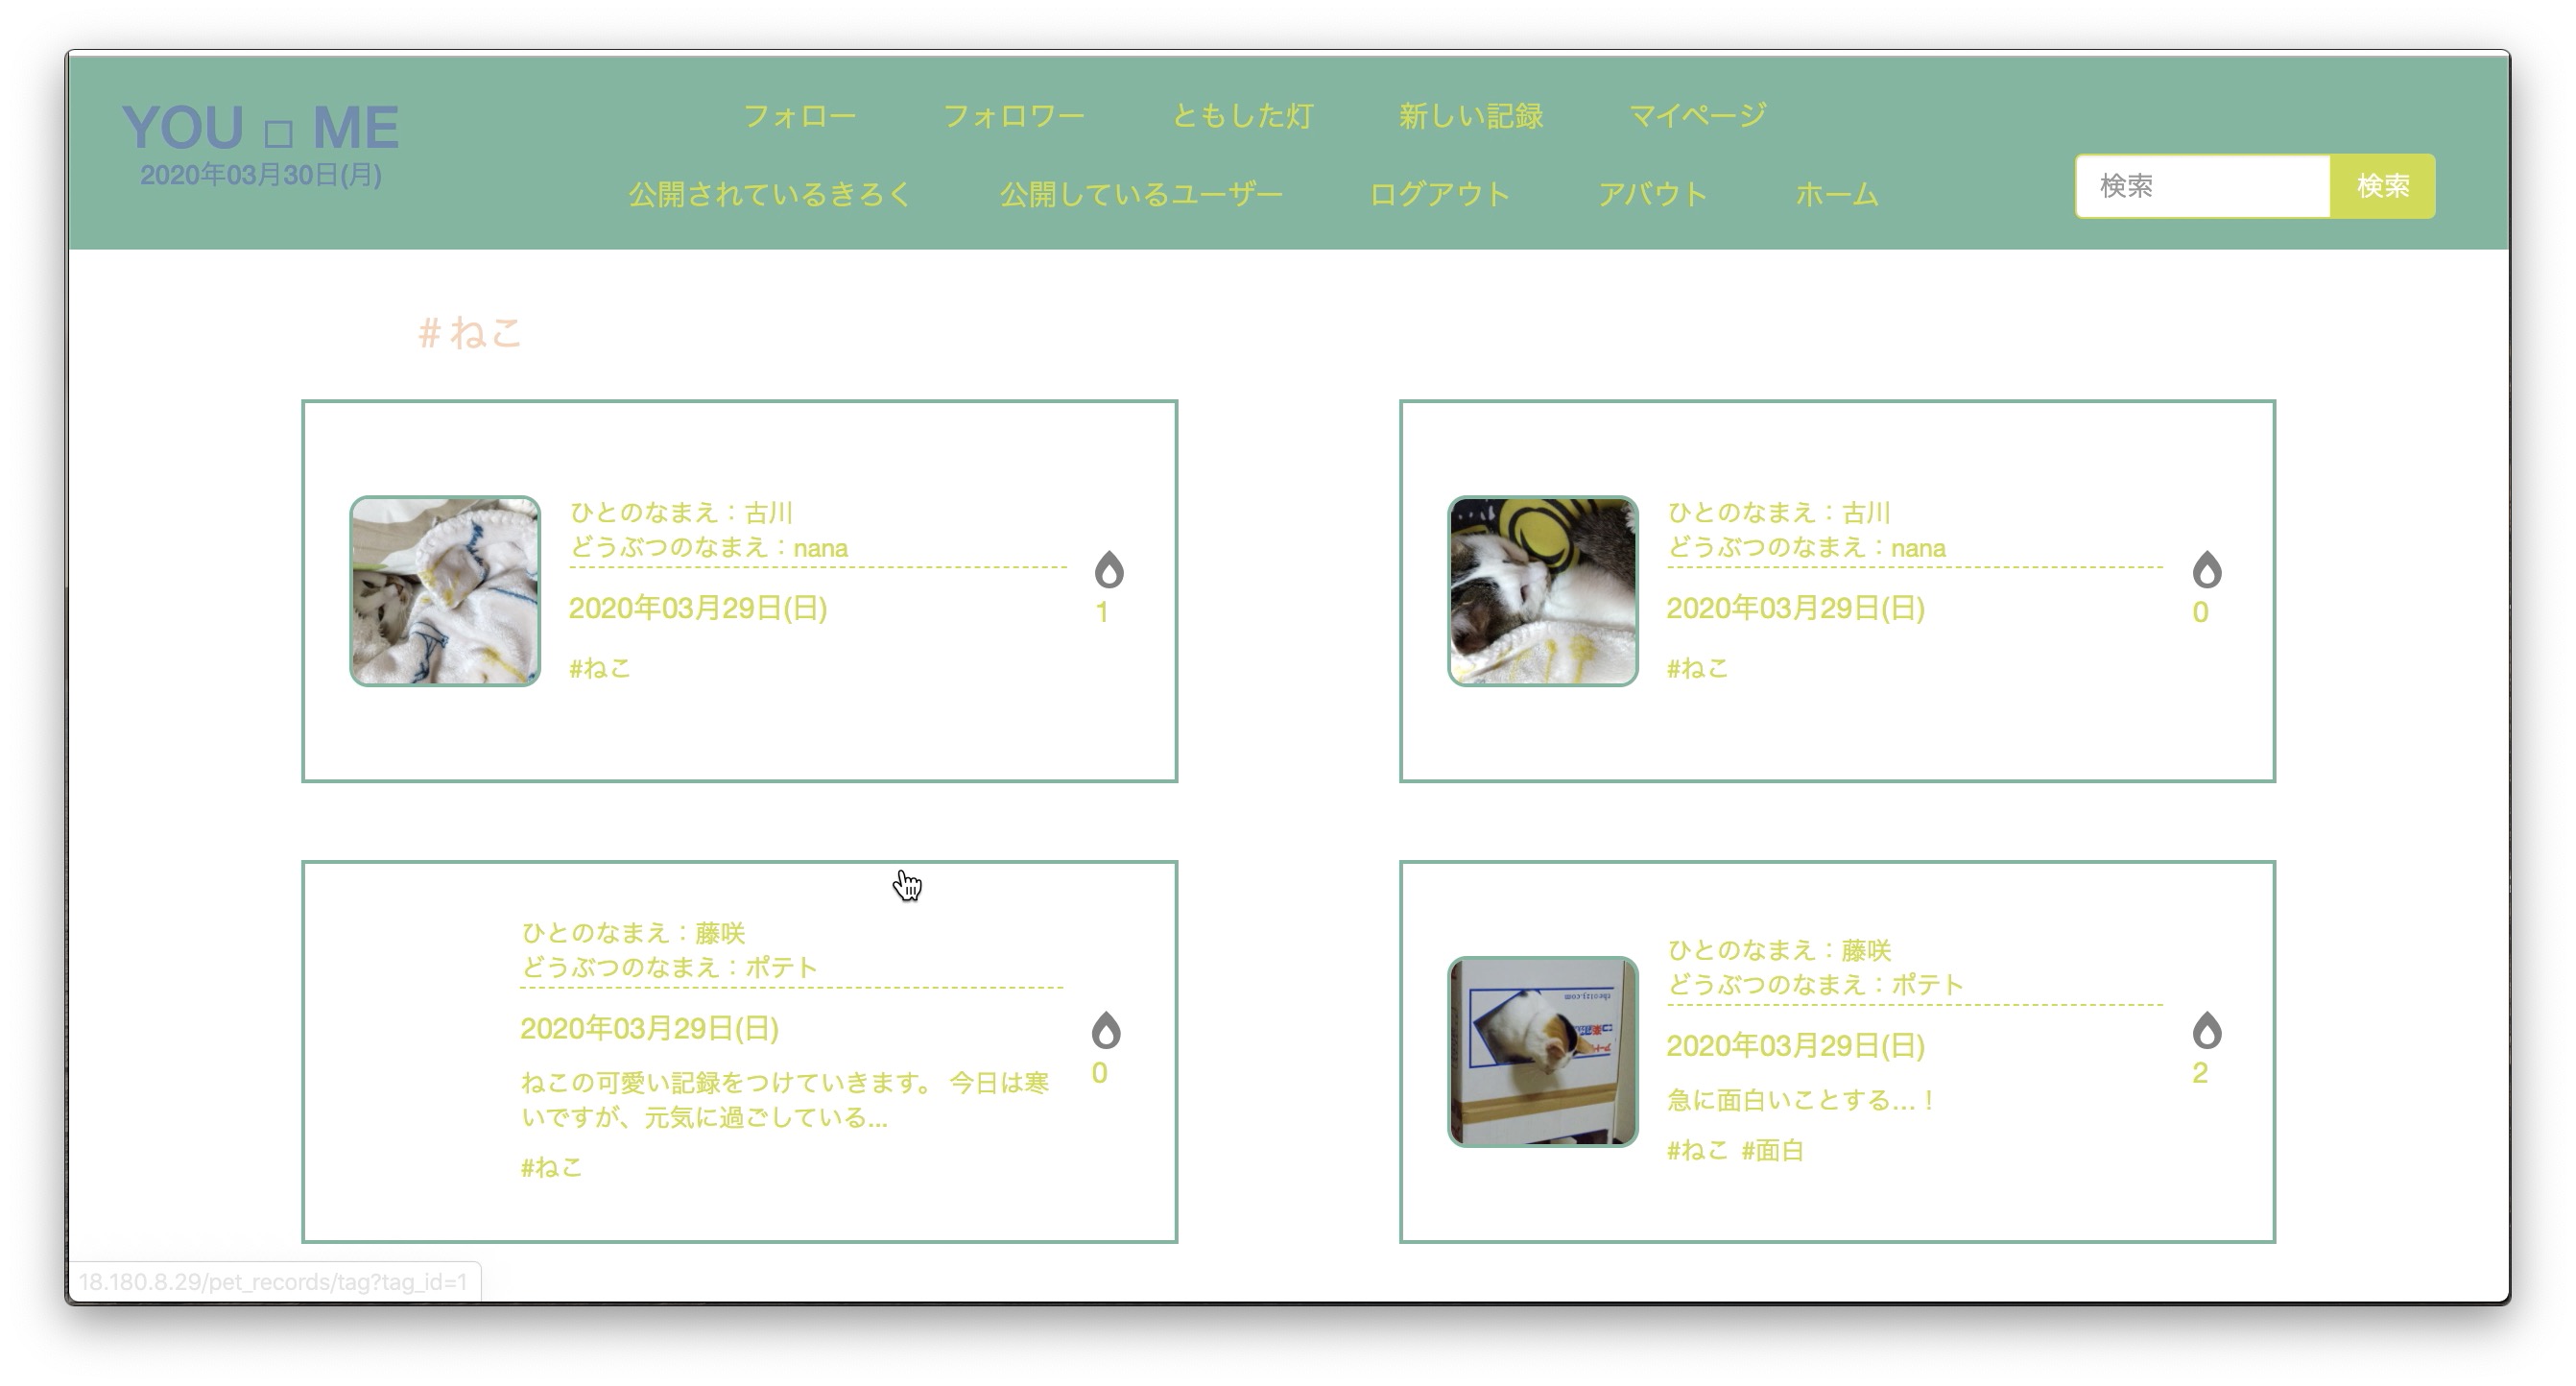 YOU □ ME
2020年03月30日(月)
フォロー フォロワー ともした灯 新しい記録 マイページ
公開されているきろく 公開しているユーザー ログアウト アバウト ホーム
検索 検索
#ねこ
ひとのなまえ：古川
どうぶつのなまえ：nana
2020年03月29日(日)
1
#ねこ
ひとのなまえ：古川
どうぶつのなまえ：nana
2020年03月29日(日)
0
#ねこ
ひとのなまえ：藤咲
どうぶつのなまえ：ポテト
2020年03月29日(日)
ねこの可愛い記録をつけていきます。 今日は寒
いですが、元気に過ごしている...
0
#ねこ
ひとのなまえ：藤咲
どうぶつのなまえ：ポテト
2020年03月29日(日)
急に面白いことする...！
2
#ねこ #面白
18.180.8.29/pet_records/tag?tag_id=1